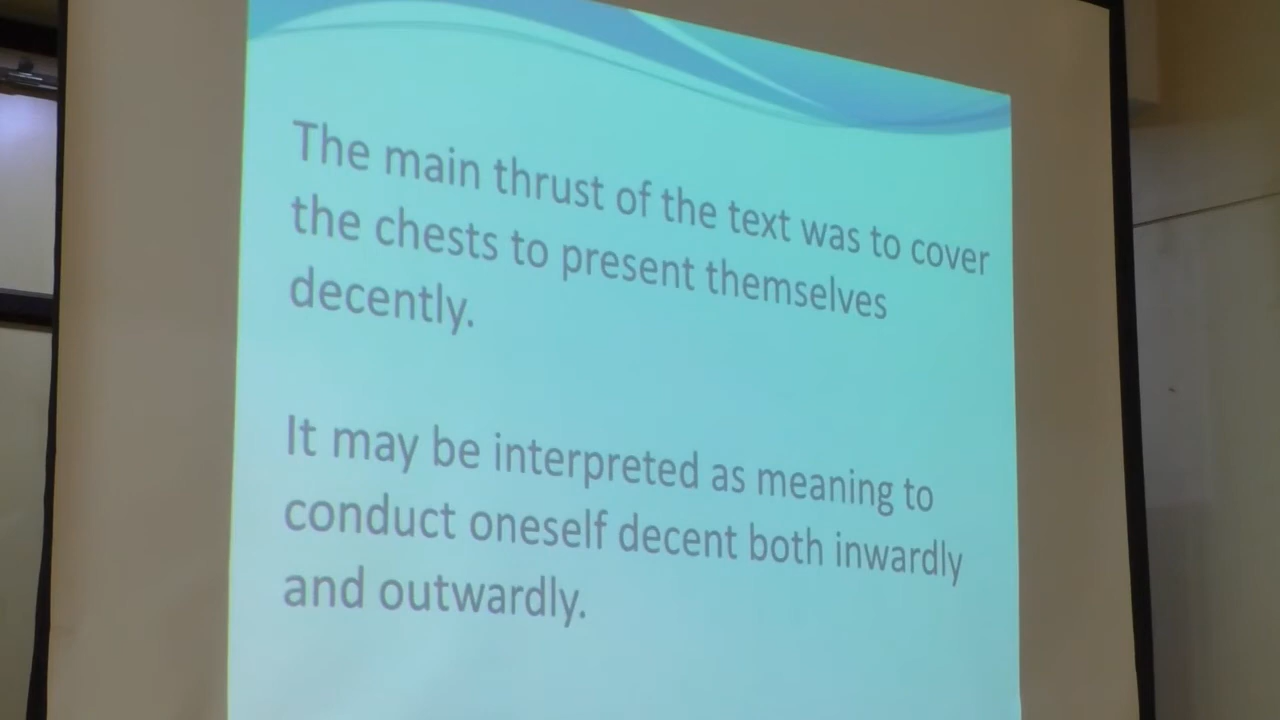 The main thrust of the text was to cover
the chests to present themselves
decently.
It may be interpreted as meaning to
conduct oneself decent both inwardly
and outwardly.